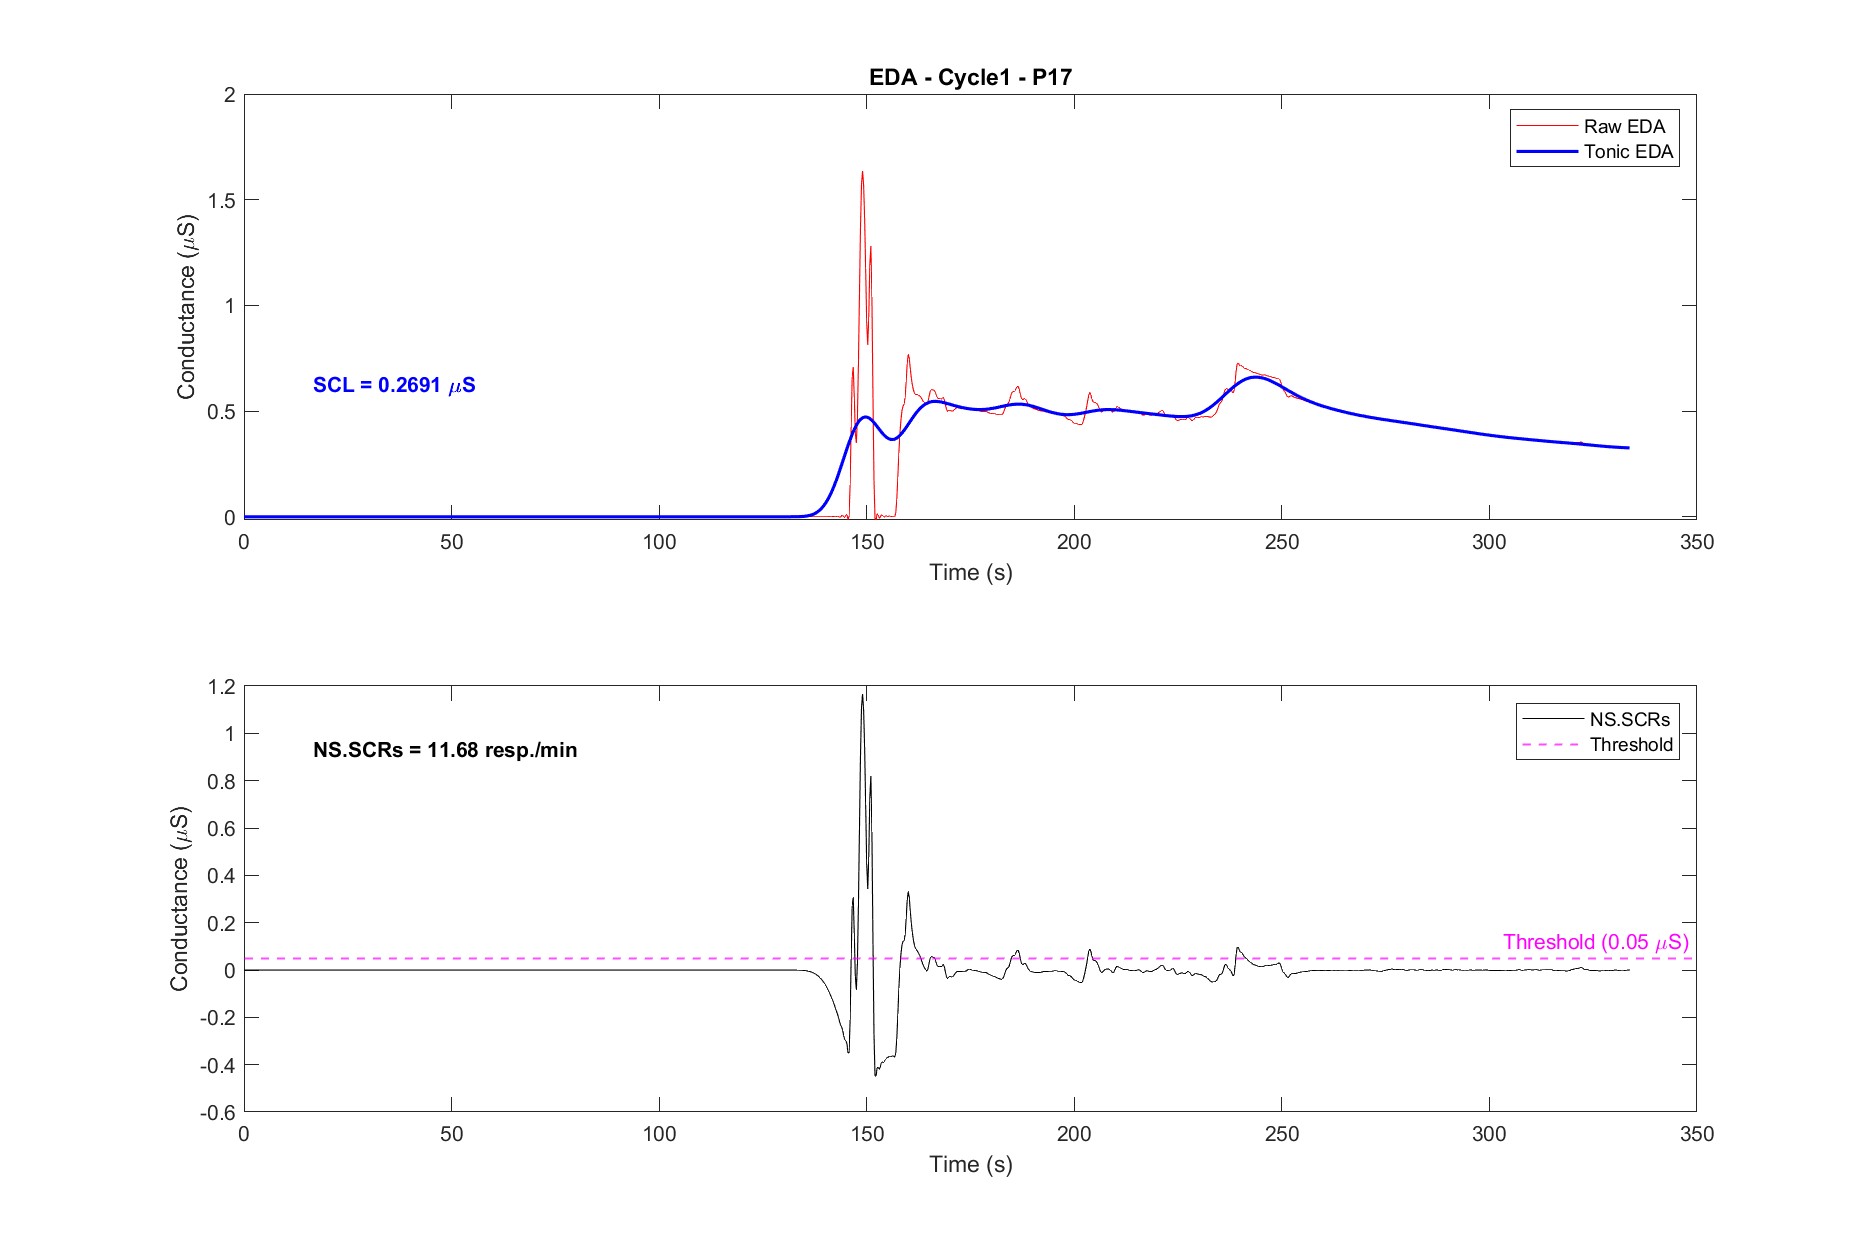 EDA - Cycle1 - P17
2
1.5
1
0.5
0
Conductance (μS)
Raw EDA
Tonic EDA
SCL = 0.2691 μS
0 50 100 150 200 250 300 350
Time (s)
1.2
1
0.8
0.6
0.4
0.2
0
-0.2
-0.4
-0.6
Conductance (μS)
NS.SCRs
Threshold
NS.SCRs = 11.68 resp./min
Threshold (0.05 μS)
0 50 100 150 200 250 300 350
Time (s)